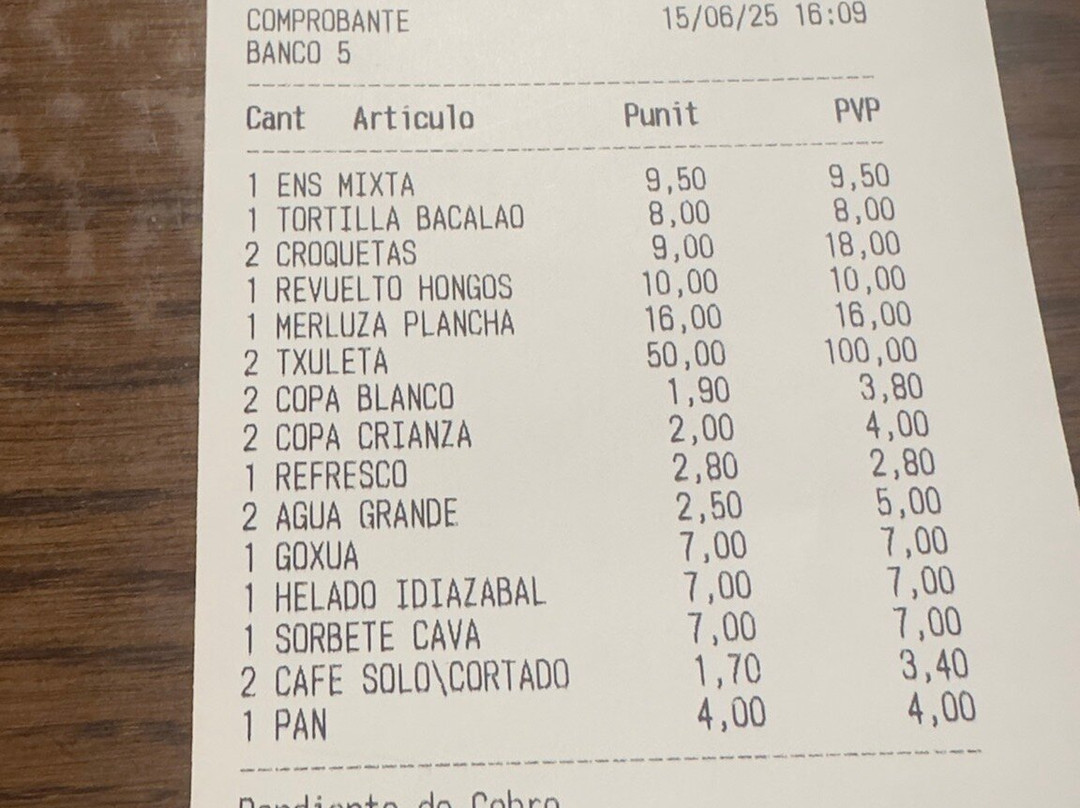 COMPROBANTE 15/06/25 16:09
BANCO 5
Cant Artículo Punit PVP
1 ENS MIXTA 9,50 9,50
1 TORTILLA BACALAO 8,00 8,00
2 CROQUETAS 9,00 18,00
1 REVUELTO HONGOS 10,00 10,00
1 MERLUZA PLANCHA 16,00 16,00
2 TXULETA 50,00 100,00
2 COPA BLANCO 1,90 3,80
2 COPA CRIANZA 2,00 4,00
1 REFRESCO 2,80 2,80
2 AGUA GRANDE 2,50 5,00
1 GOXUA 7,00 7,00
1 HELADO IDIAZABAL 7,00 7,00
1 SORBETE CAVA 7,00 7,00
2 CAFE SOLO\CORTADO 1,70 3,40
1 PAN 4,00 4,00
Pendiente de Cobro